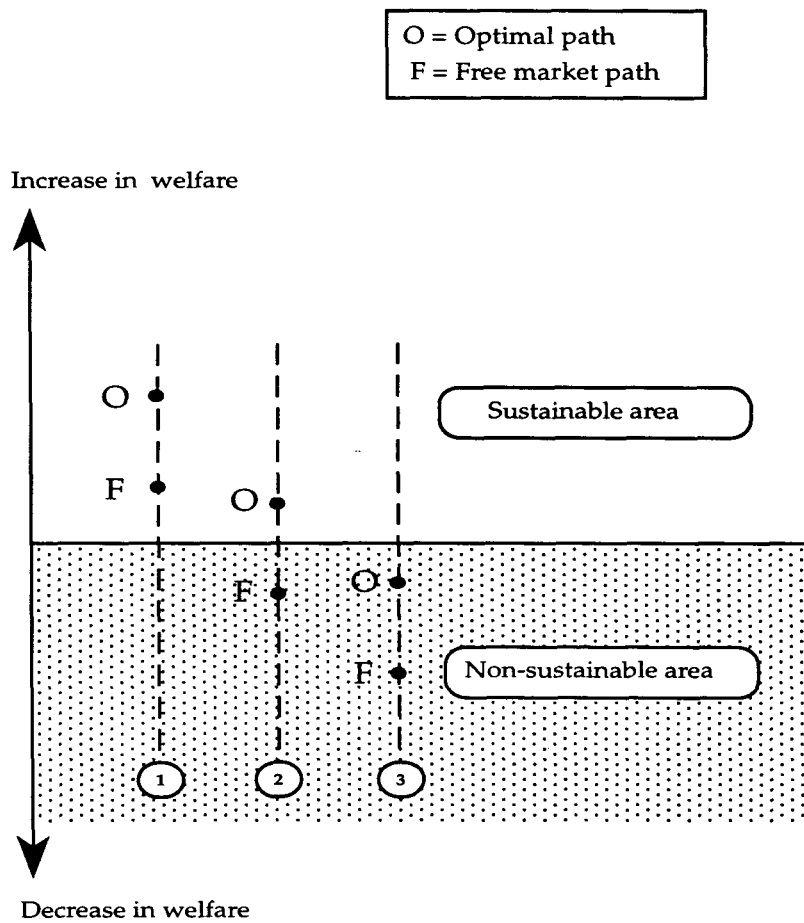 O = Optimal path
F = Free market path
Increase in welfare
O
Sustainable area
F
O
O
F
F
Non-sustainable area
1
2
3
Decrease in welfare